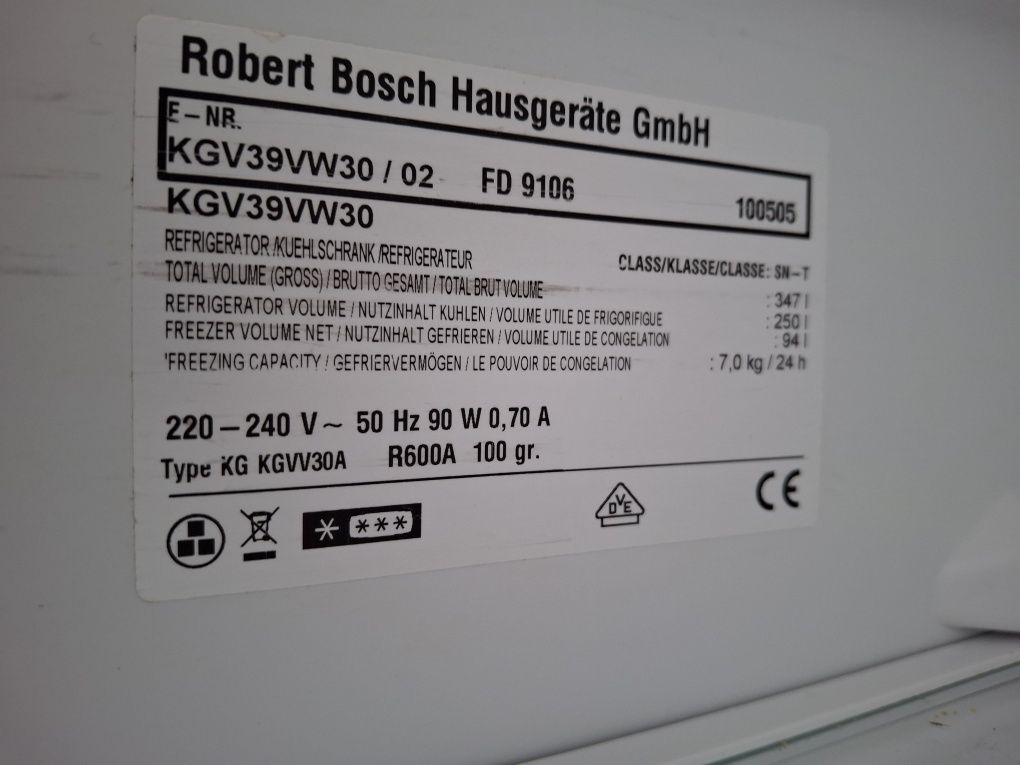 Robert Bosch Hausgeräte GmbH
E-NR.
KGV39VW30 / 02 FD 9106 100505
KGV39VW30
REFRIGERATOR/KUEHLSCHRANK/REFRIGERATEUR CLASS/KLASSE/CLASSE: SN-T
TOTAL VOLUME (GROSS) / BRUTTO GESAMT / TOTAL BRUT VOLUME : 347 l
REFRIGERATOR VOLUME / NUTZINHALT KUHLEN / VOLUME UTILE DE FRIGORIFIGUE : 250 l
FREEZER VOLUME NET / NUTZINHALT GEFRIEREN / VOLUME UTILE DE CONGELATION : 94 l
'FREEZING CAPACITY / GEFRIERVERMÖGEN / LE POUVOIR DE CONGELATION : 7,0 kg / 24 h
220-240 V~ 50 Hz 90 W 0,70 A
Type KG KGVV30A R600A 100 gr.
* *** DVE CE